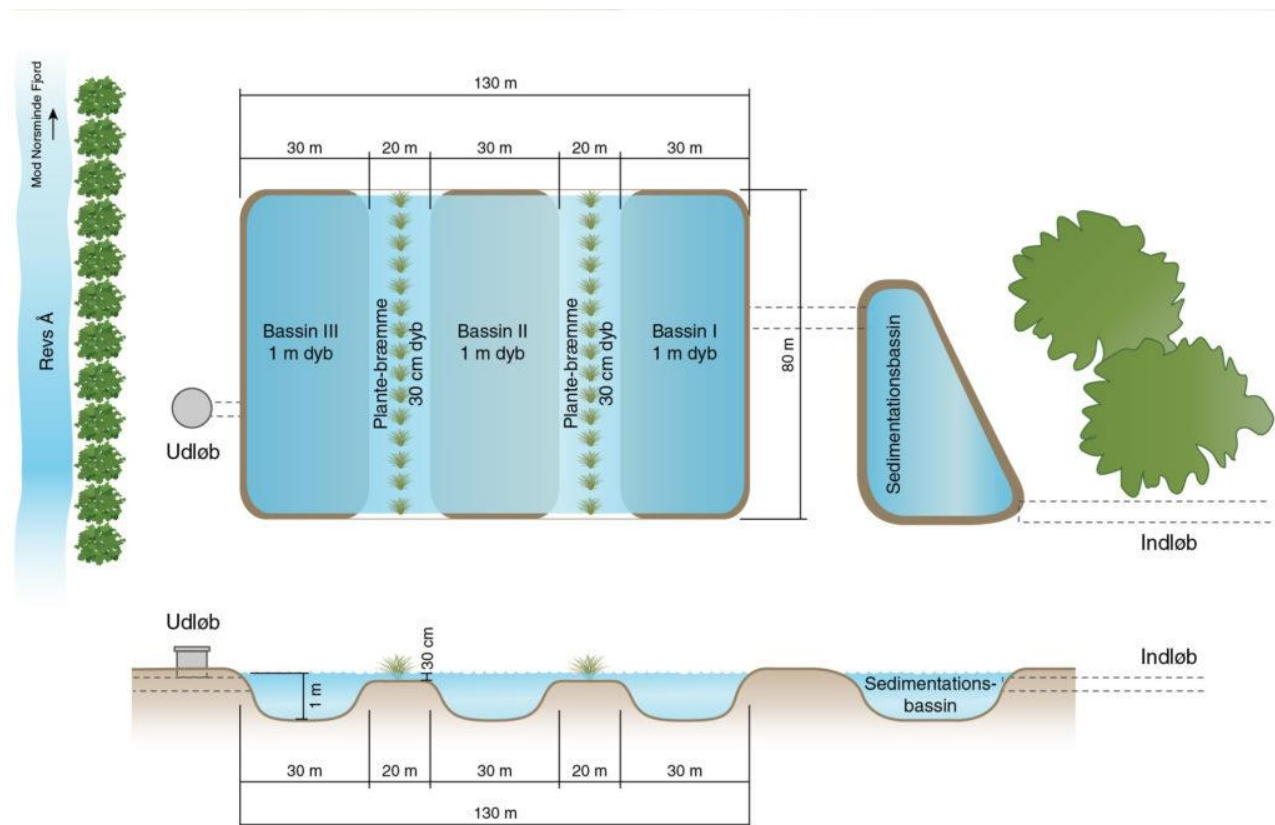 130 m
30 m
20 m
30 m
20 m
30 m
Mod Norsminde Fjord
Revs Å
Udløb
Bassin III
1 m dyb
Plante-bræmme
30 cm dyb
Bassin II
1 m dyb
Plante-bræmme
30 cm dyb
Bassin I
1 m dyb
80 m
Sedimentationsbassin
Indløb
Udløb
30 cm
1 m
Sedimentations-
bassin
Indløb
30 m
20 m
30 m
20 m
30 m
130 m